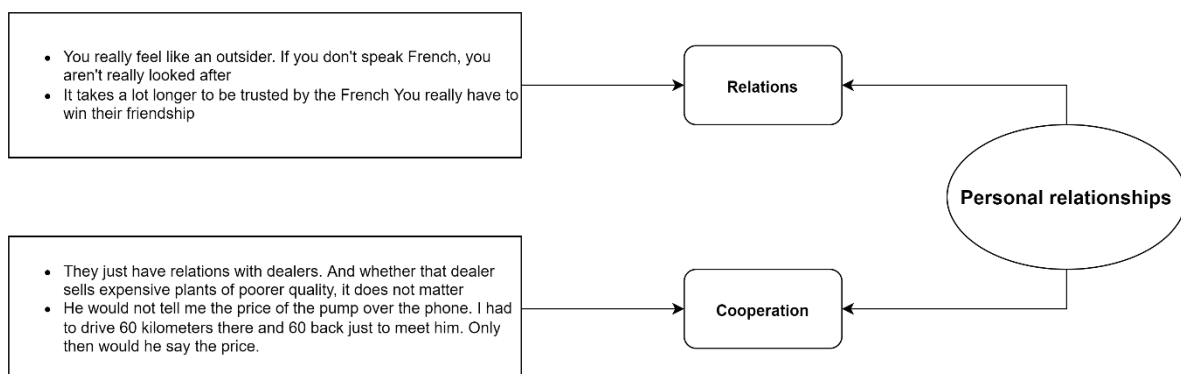 • You really feel like an outsider. If you don't speak French, you
aren't really looked after
• It takes a lot longer to be trusted by the French You really have to
win their friendship
Relations
Personal relationships
• They just have relations with dealers. And whether that dealer
sells expensive plants of poorer quality, it does not matter
• He would not tell me the price of the pump over the phone. I had
to drive 60 kilometers there and 60 back just to meet him. Only
then would he say the price.
Cooperation